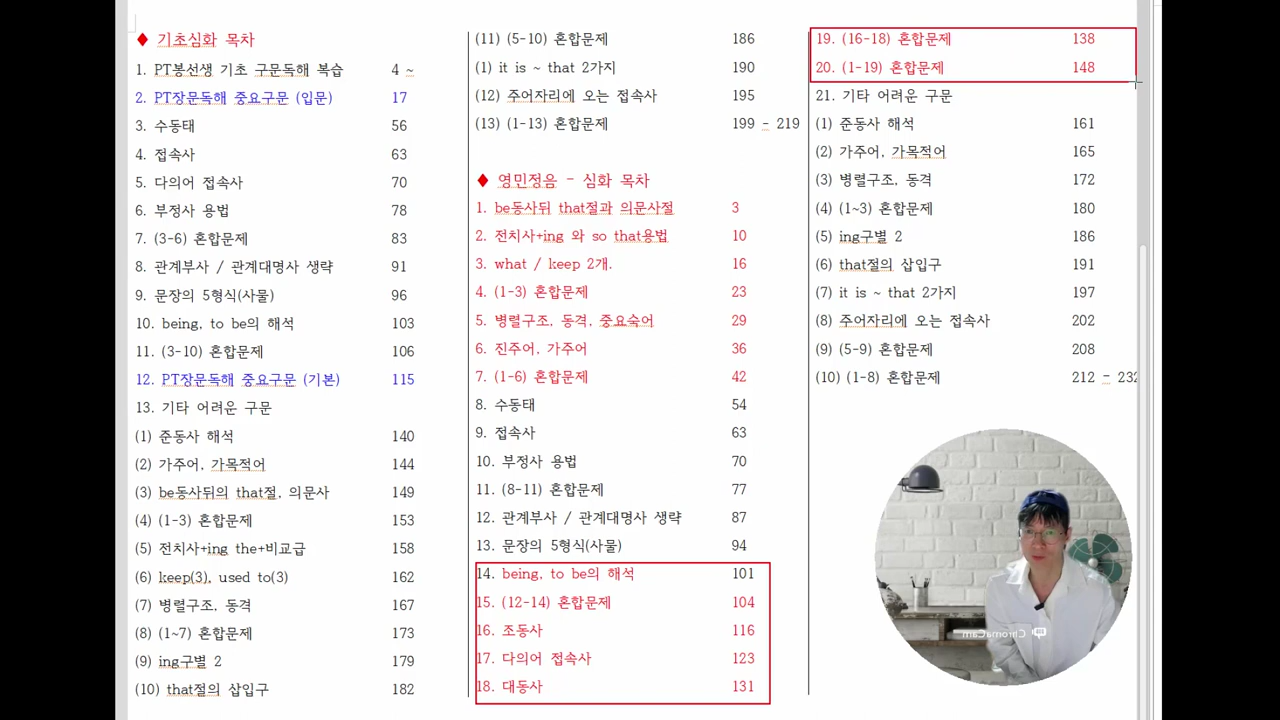 ◆ 기초심화 목차
1. PT봉선생 기초 구문독해 복습 4 ~
2. PT장문독해 중요구문 (입문) 17
3. 수동태 56
4. 접속사 63
5. 다의어 접속사 70
6. 부정사 용법 78
7. (3-6) 혼합문제 83
8. 관계부사 / 관계대명사 생략 91
9. 문장의 5형식(사물) 96
10. being, to be의 해석 103
11. (3-10) 혼합문제 106
12. PT장문독해 중요구문 (기본) 115
13. 기타 어려운 구문
(1) 준동사 해석 140
(2) 가주어, 가목적어 144
(3) be동사뒤의 that절, 의문사 149
(4) (1-3) 혼합문제 153
(5) 전치사+ing the+비교급 158
(6) keep(3), used to(3) 162
(7) 병렬구조, 동격 167
(8) (1~7) 혼합문제 173
(9) ing구별 2 179
(10) that절의 삽입구 182
(11) (5-10) 혼합문제 186
(1) it is ~ that 2가지 190
(12) 주어자리에 오는 접속사 195
(13) (1-13) 혼합문제 199 - 219
◆ 영민정음 - 심화 목차
1. be동사뒤 that절과 의문사절 3
2. 전치사+ing 와 so that용법 10
3. what / keep 2개. 16
4. (1-3) 혼합문제 23
5. 병렬구조, 동격, 중요숙어 29
6. 진주어, 가주어 36
7. (1-6) 혼합문제 42
8. 수동태 54
9. 접속사 63
10. 부정사 용법 70
11. (8-11) 혼합문제 77
12. 관계부사 / 관계대명사 생략 87
13. 문장의 5형식(사물) 94
14. being, to be의 해석 101
15. (12-14) 혼합문제 104
16. 조동사 116
17. 다의어 접속사 123
18. 대동사 131
19. (16-18) 혼합문제 138
20. (1-19) 혼합문제 148
21. 기타 어려운 구문
(1) 준동사 해석 161
(2) 가주어, 가목적어 165
(3) 병렬구조, 동격 172
(4) (1~3) 혼합문제 180
(5) ing구별 2 186
(6) that절의 삽입구 191
(7) it is ~ that 2가지 197
(8) 주어자리에 오는 접속사 202
(9) (5-9) 혼합문제 208
(10) (1-8) 혼합문제 212 - 232
ChromaCam